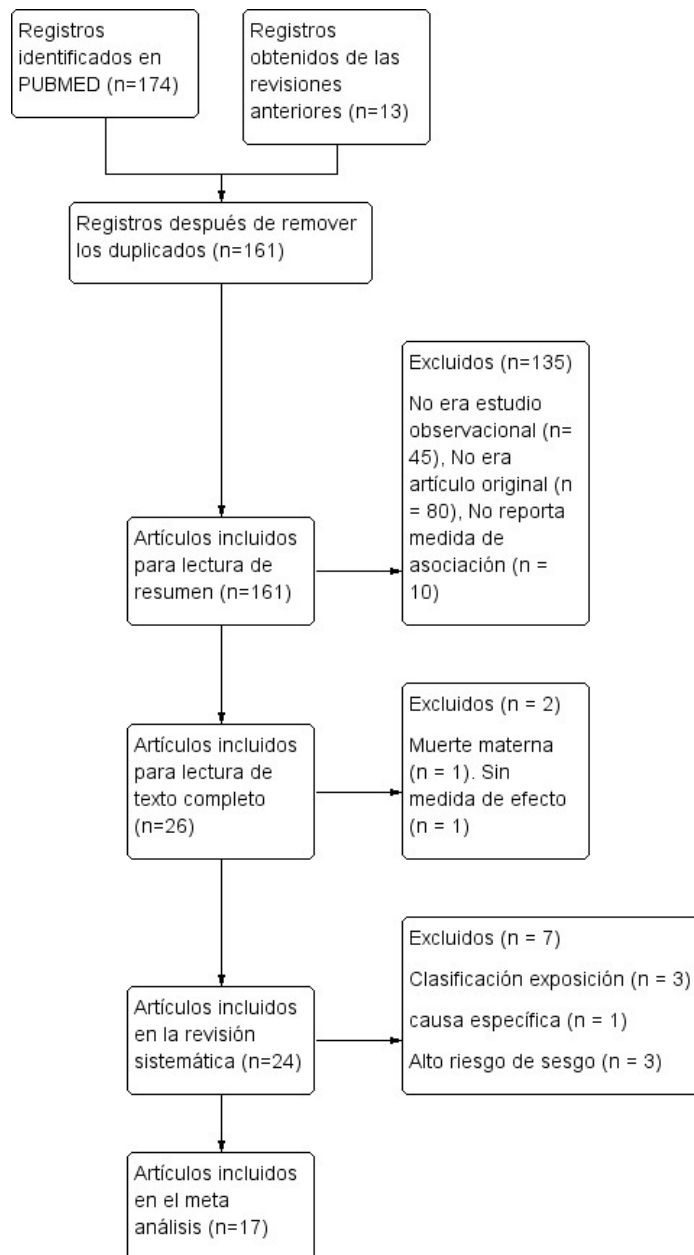 Registros
identificados en
PUBMED (n=174)
Registros
obtenidos de las
revisiones
anteriores (n=13)
Registros después de remover
los duplicados (n=161)
Excluidos (n=135)
No era estudio
observacional (n=
45), No era
artículo original (n
= 80), No reporta
medida de
asociación (n =
10)
Artículos incluidos
para lectura de
resumen (n=161)
Excluidos (n = 2)
Muerte materna
(n = 1). Sin
medida de efecto
(n = 1)
Artículos incluidos
para lectura de
texto completo
(n=26)
Excluidos (n = 7)
Clasificación exposición (n = 3)
causa específica (n = 1)
Alto riesgo de sesgo (n = 3)
Artículos incluidos
en la revisión
sistemática (n=24)
Artículos incluidos
en el meta
análisis (n=17)